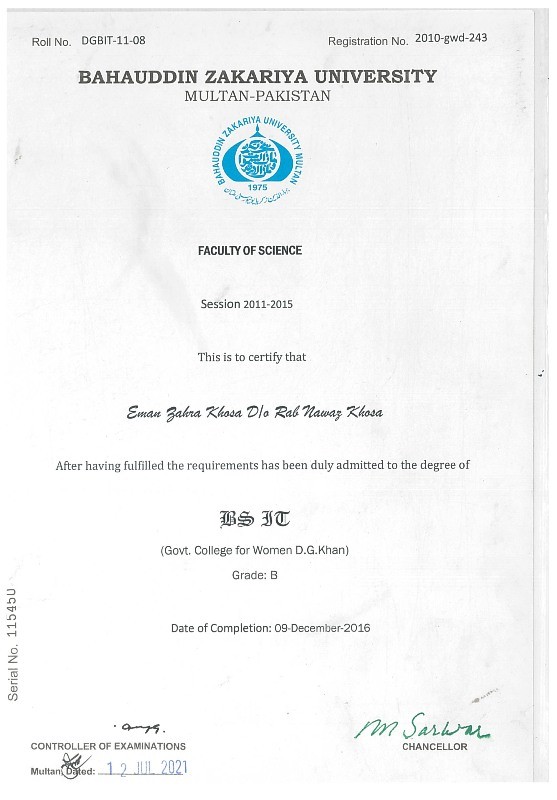 Roll No. DGBIT-11-08
Registration No. 2010-gwd-243
BAHAUDDIN ZAKARIYA UNIVERSITY
MULTAN-PAKISTAN
BAHAUDDIN ZAKARIYA UNIVERSITY MULTAN
1975
FACULTY OF SCIENCE
Session 2011-2015
This is to certify that
Eman Zahra Khosa D/o Rab Nawaz Khosa
After having fulfilled the requirements has been duly admitted to the degree of
BS IT
(Govt. College for Women D.G.Khan)
Grade: B
Date of Completion: 09-December-2016
Serial No. 11545U
M Sarwar
CONTROLLER OF EXAMINATIONS
CHANCELLOR
Multan, Dated: 12 JUL 2021